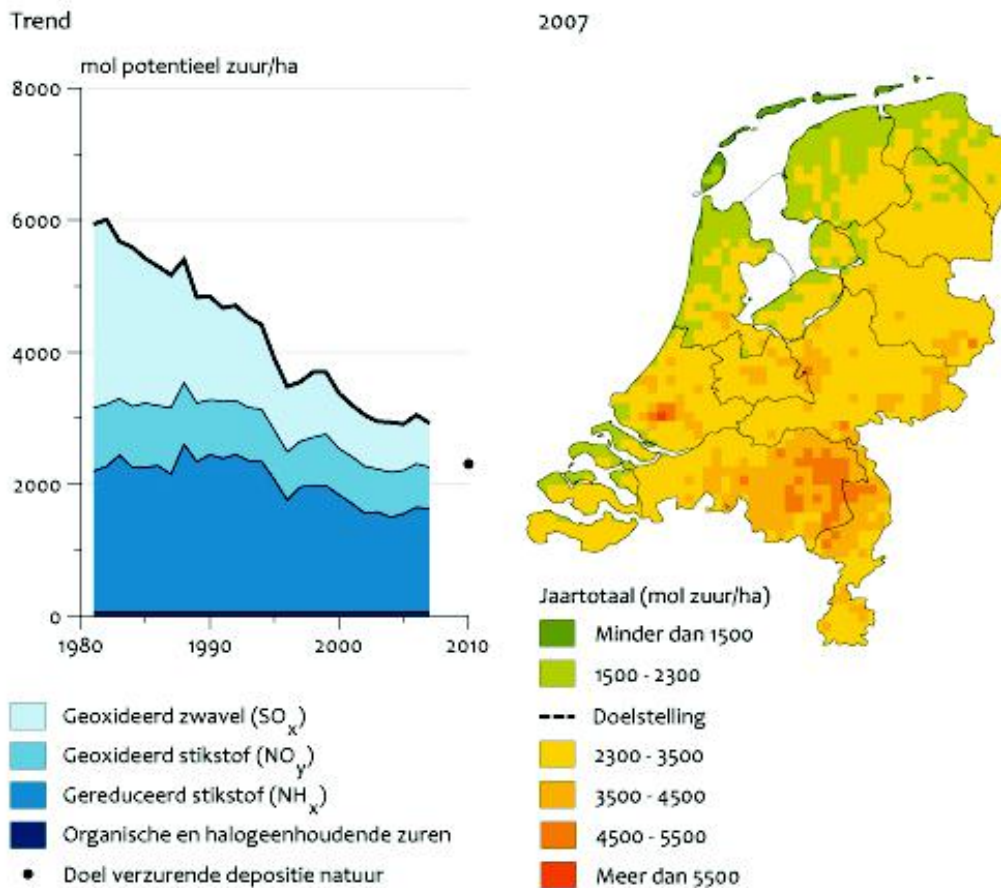 Trend
mol potentieel zuur/ha
8000
6000
4000
2000
0
1980
1990
2000
2010
Geoxideerd zwavel (SOx)
Geoxideerd stikstof (NOy)
Gereduceerd stikstof (NHx)
Organische en halogeenhoudende zuren
Doel verzurende depositie natuur
2007
Jaartotaal (mol zuur/ha)
Minder dan 1500
1500 - 2300
Doelstelling
2300 - 3500
3500 - 4500
4500 - 5500
Meer dan 5500